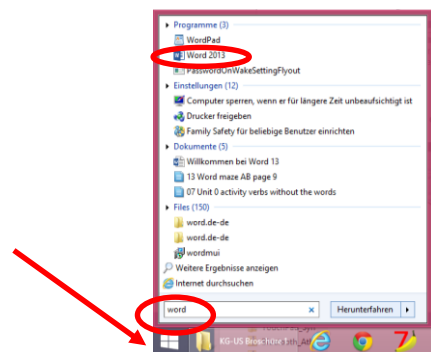 Programme (3)
WordPad
Word 2013
PasswordOnWakeSettingFlyout
Einstellungen (12)
Computer sperren, wenn er für längere Zeit unbeaufsichtigt ist
Drucker freigeben
Family Safety für beliebige Benutzer einrichten
Dokumente (5)
Willkommen bei Word 13
13 Word maze AB page 9
07 Unit 0 activity verbs without the words
Files (150)
word.de-de
word.de-de
wordmui
Weitere Ergebnisse anzeigen
Internet durchsuchen
word
Herunterfahren
KG-US Broschüre 1